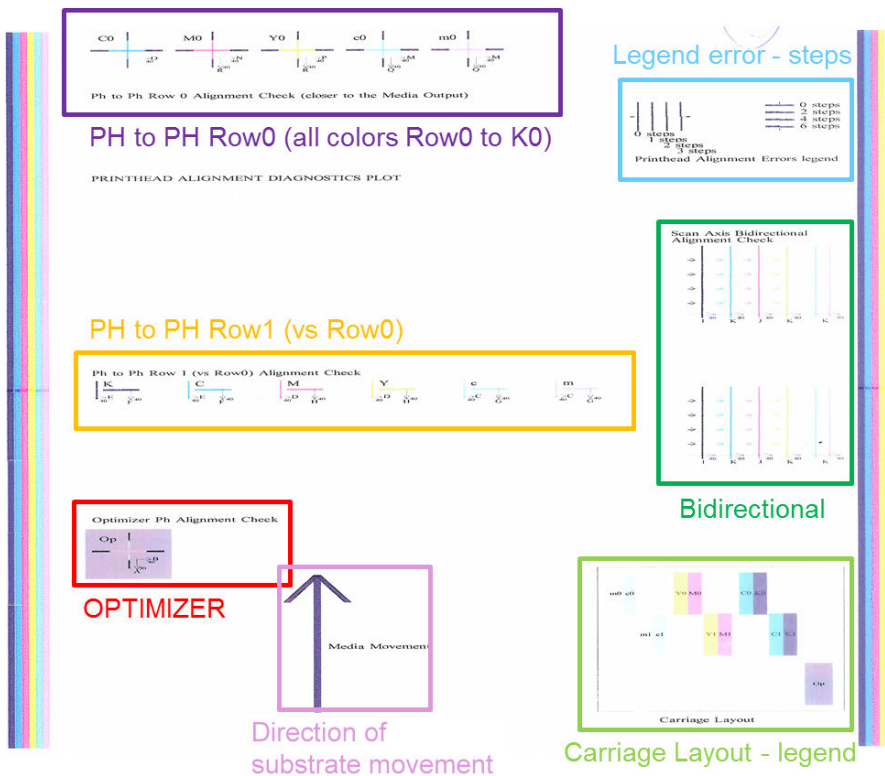 C0 M0 Y0 c0 m0
Ph to Ph Row 0 Alignment Check (closer to the Media Output)
PH to PH Row0 (all colors Row0 to K0)
PRINTHEAD ALIGNMENT DIAGNOSTICS PLOT
Legend error - steps
0 steps
1 steps
2 steps
3 steps
0 steps
2 steps
4 steps
6 steps
Printhead Alignment Errors legend
Scan Axis Bidirectional
Alignment Check
I K J K K
I K J K K
Bidirectional
PH to PH Row1 (vs Row0)
Ph to Ph Row 1 (vs Row0) Alignment Check
K C M Y c m
Optimizer Ph Alignment Check
Op
OPTIMIZER
Media Movement
Direction of
substrate movement
m0 c0 Y0 M0 C0 K0
m1 c1 Y1 M1 C1 K1
Op
Carriage Layout
Carriage Layout - legend